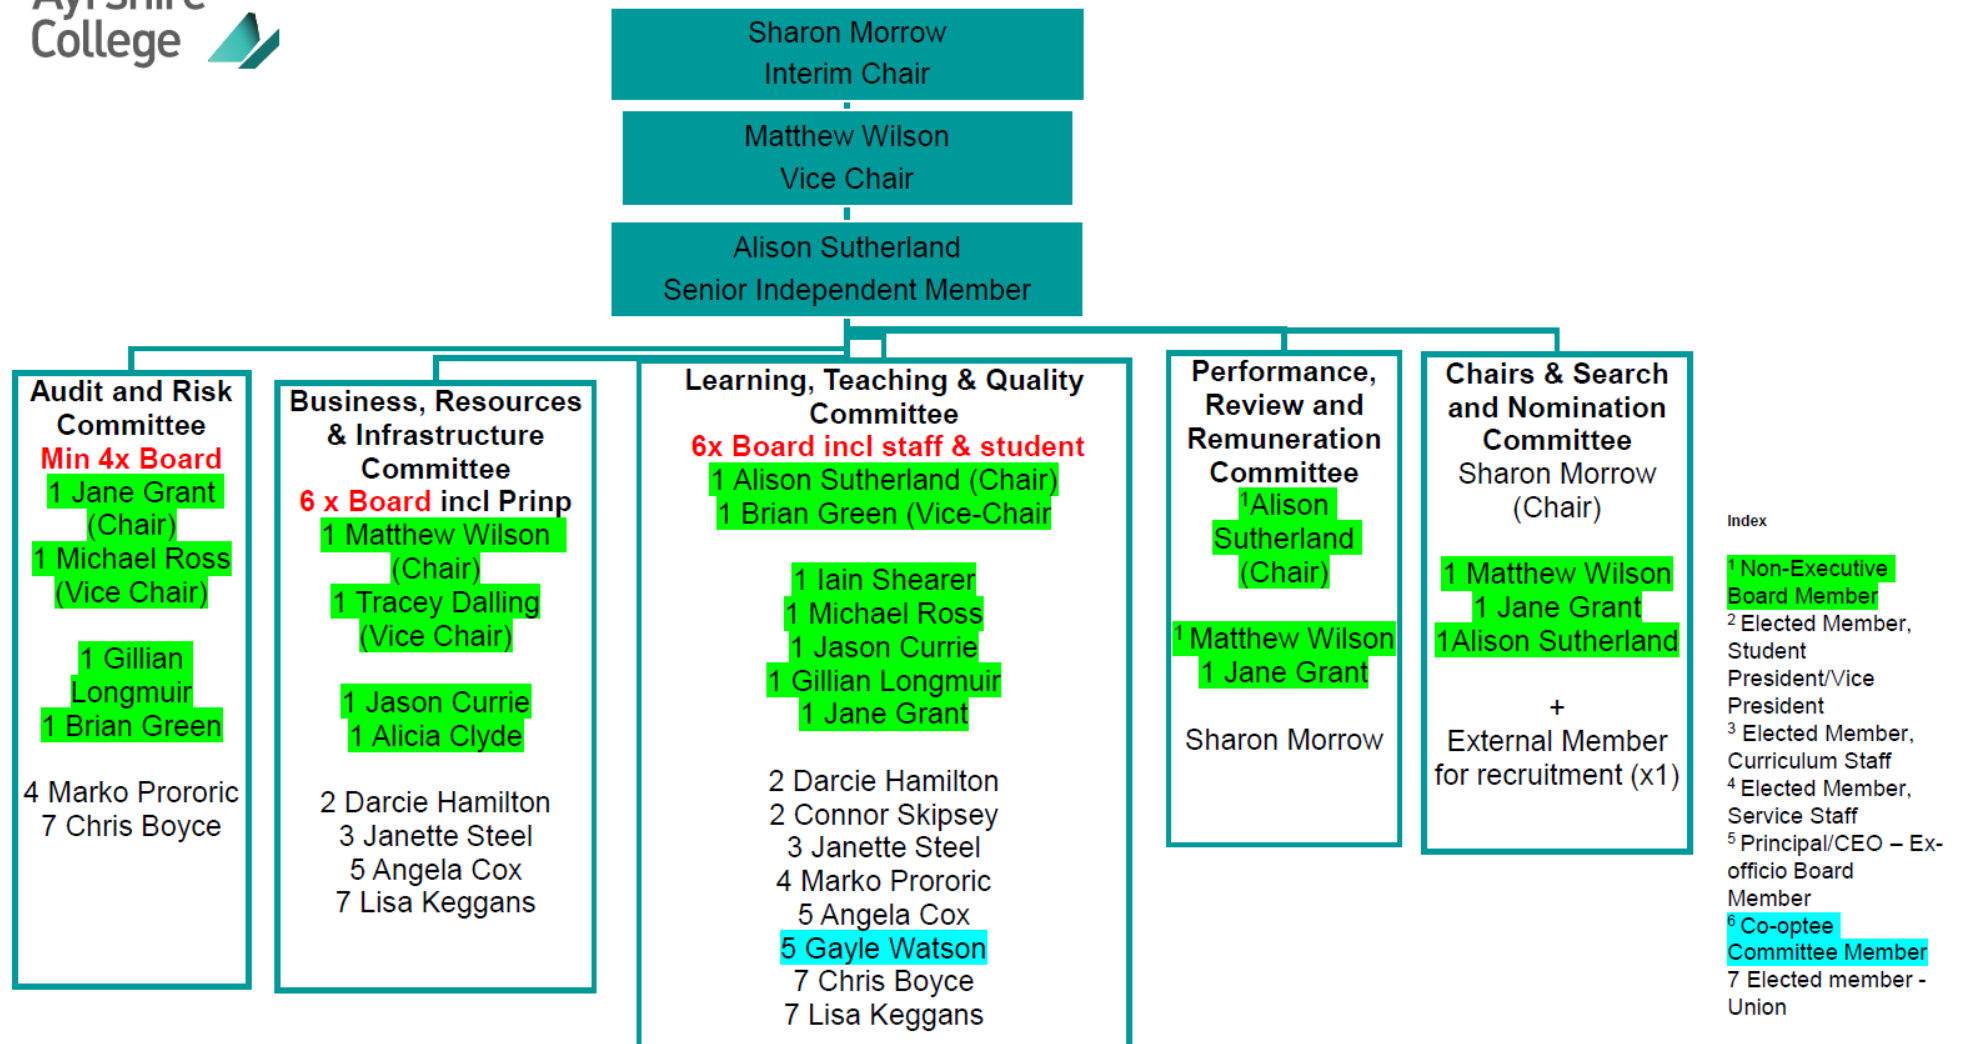 Ayrshire
College
Sharon Morrow
Interim Chair
Matthew Wilson
Vice Chair
Alison Sutherland
Senior Independent Member
Audit and Risk
Committee
Min 4x Board
1 Jane Grant
(Chair)
1 Michael Ross
(Vice Chair)
1 Gillian
Longmuir
1 Brian Green
4 Marko Prororic
7 Chris Boyce
Business, Resources
& Infrastructure
Committee
6 x Board incl Prinp
1 Matthew Wilson
(Chair)
1 Tracey Dalling
(Vice Chair)
1 Jason Currie
1 Alicia Clyde
2 Darcie Hamilton
3 Janette Steel
5 Angela Cox
7 Lisa Keggans
Learning, Teaching & Quality
Committee
6x Board incl staff & student
1 Alison Sutherland (Chair)
1 Brian Green (Vice-Chair
1 Iain Shearer
1 Michael Ross
1 Jason Currie
1 Gillian Longmuir
1 Jane Grant
2 Darcie Hamilton
2 Connor Skipsey
3 Janette Steel
4 Marko Prororic
5 Angela Cox
5 Gayle Watson
7 Chris Boyce
7 Lisa Keggans
Performance,
Review and
Remuneration
Committee
¹Alison
Sutherland
(Chair)
¹ Matthew Wilson
1 Jane Grant
Sharon Morrow
Chairs & Search
and Nomination
Committee
Sharon Morrow
(Chair)
1 Matthew Wilson
1 Jane Grant
1Alison Sutherland
+
External Member
for recruitment (x1)
Index
¹ Non-Executive
Board Member
² Elected Member,
Student
President/Vice
President
³ Elected Member,
Curriculum Staff
⁴ Elected Member,
Service Staff
⁵ Principal/CEO – Ex-
officio Board
Member
⁶ Co-optee
Committee Member
7 Elected member -
Union